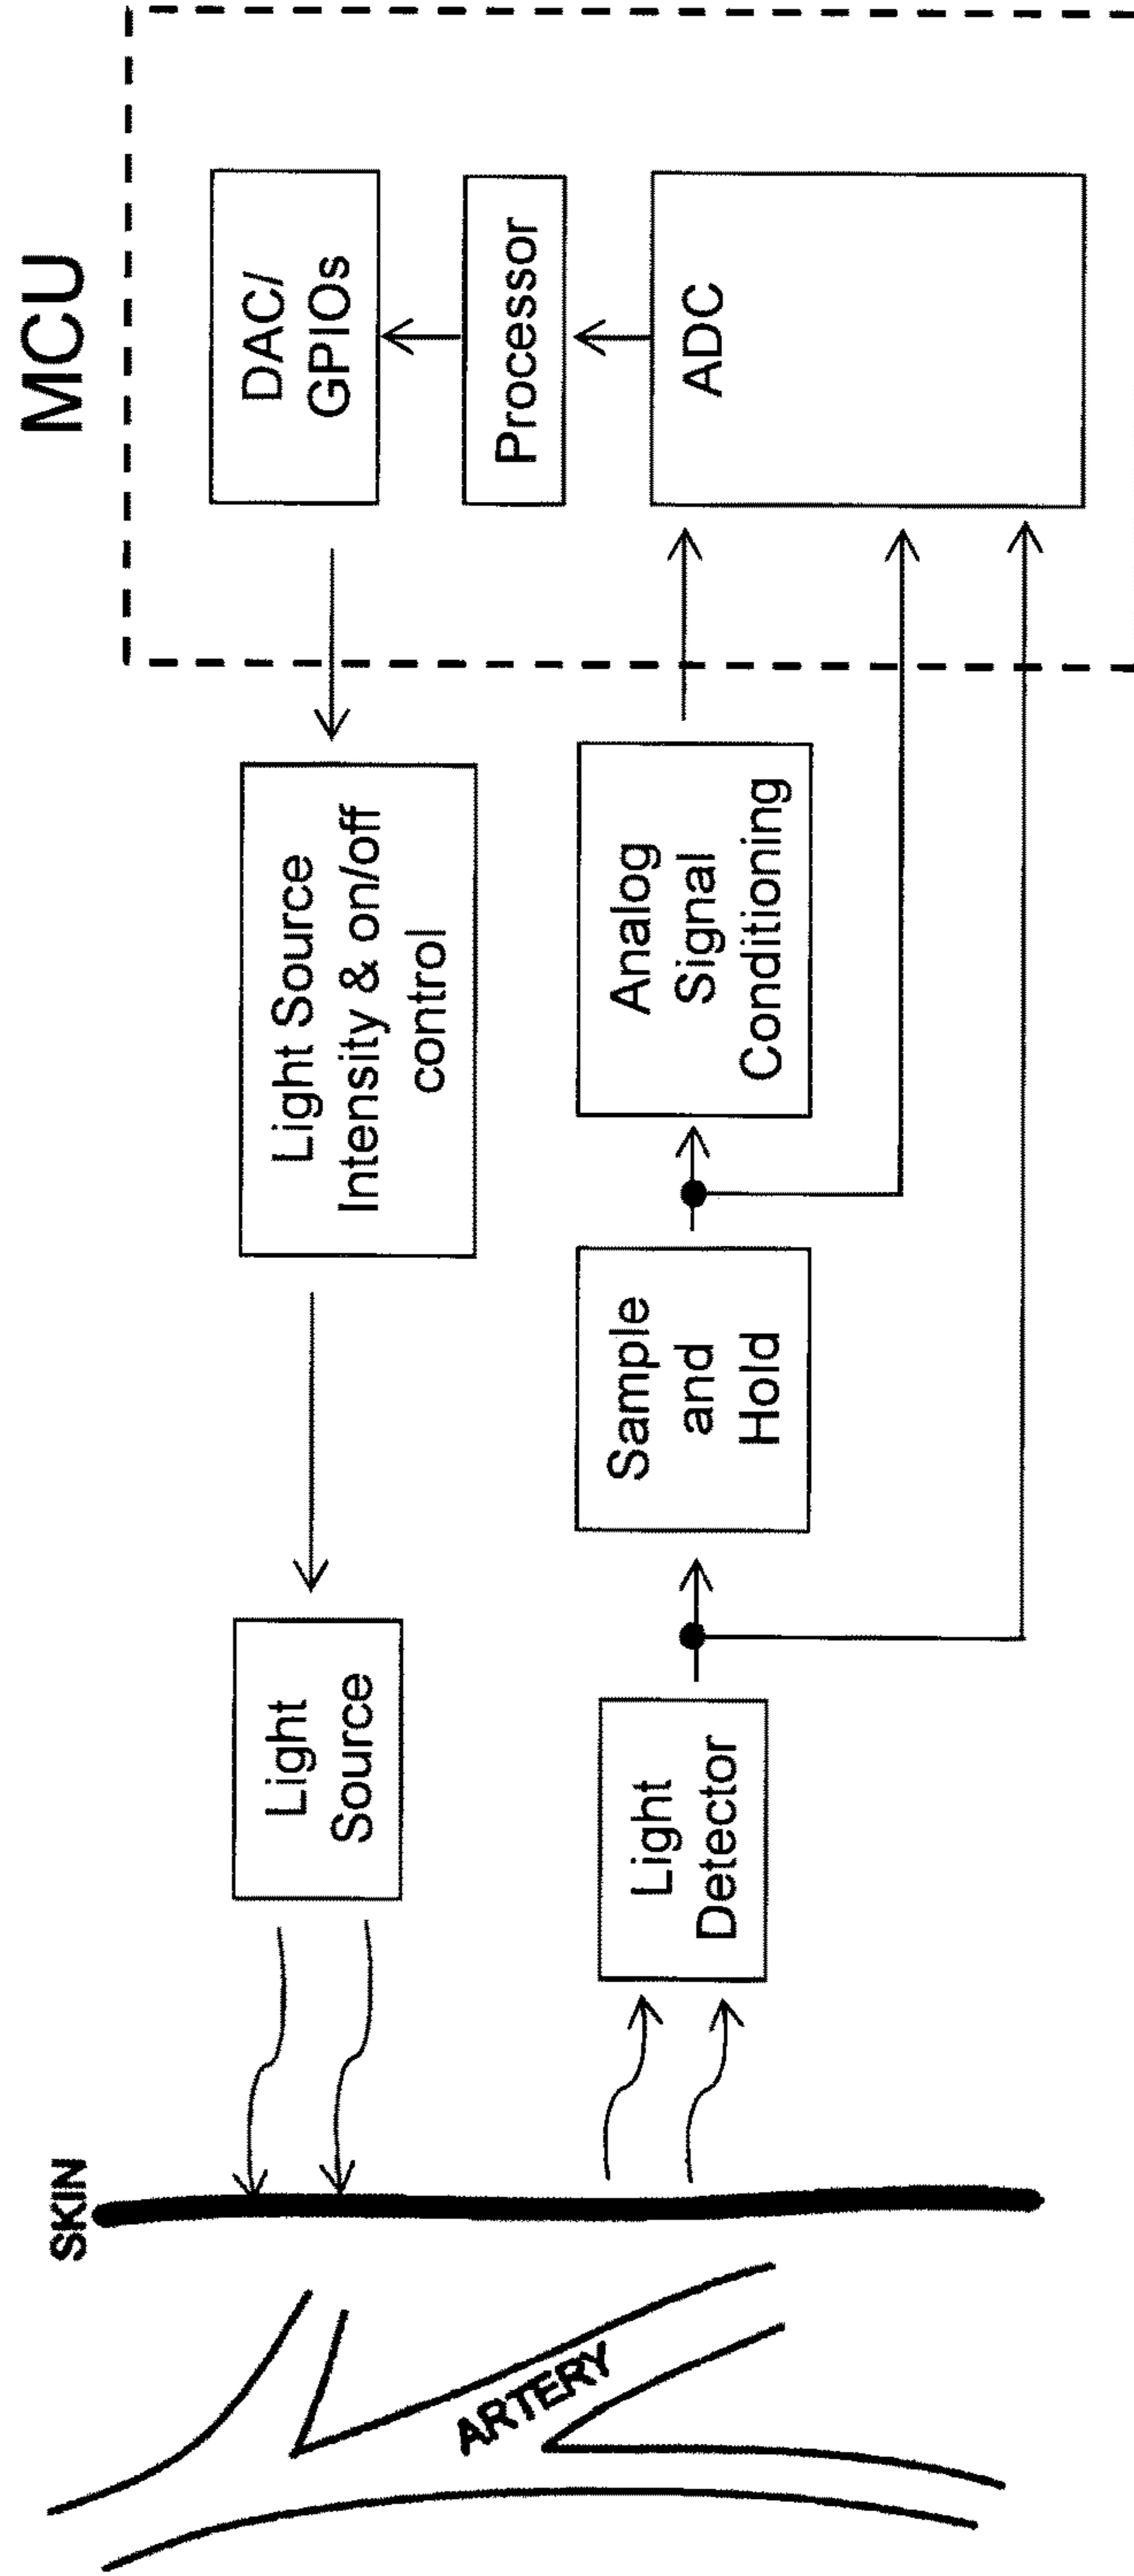 MCU
SKIN
ARTERY
Light
Source
Light Source
Intensity & on/off
control
DAC/
GPIOs
Processor
ADC
Light
Detector
Sample
and
Hold
Analog
Signal
Conditioning